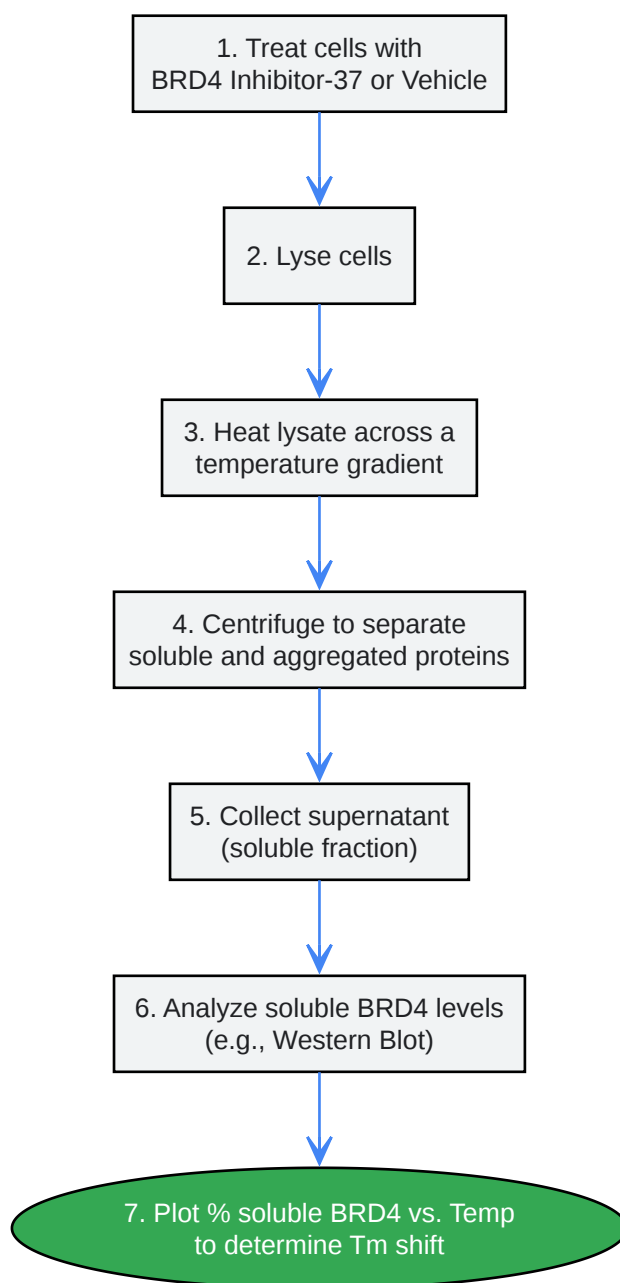 1. Treat cells with
BRD4 Inhibitor-37 or Vehicle
2. Lyse cells
3. Heat lysate across a
temperature gradient
4. Centrifuge to separate
soluble and aggregated proteins
5. Collect supernatant
(soluble fraction)
6. Analyze soluble BRD4 levels
(e.g., Western Blot)
7. Plot % soluble BRD4 vs. Temp
to determine Tm shift